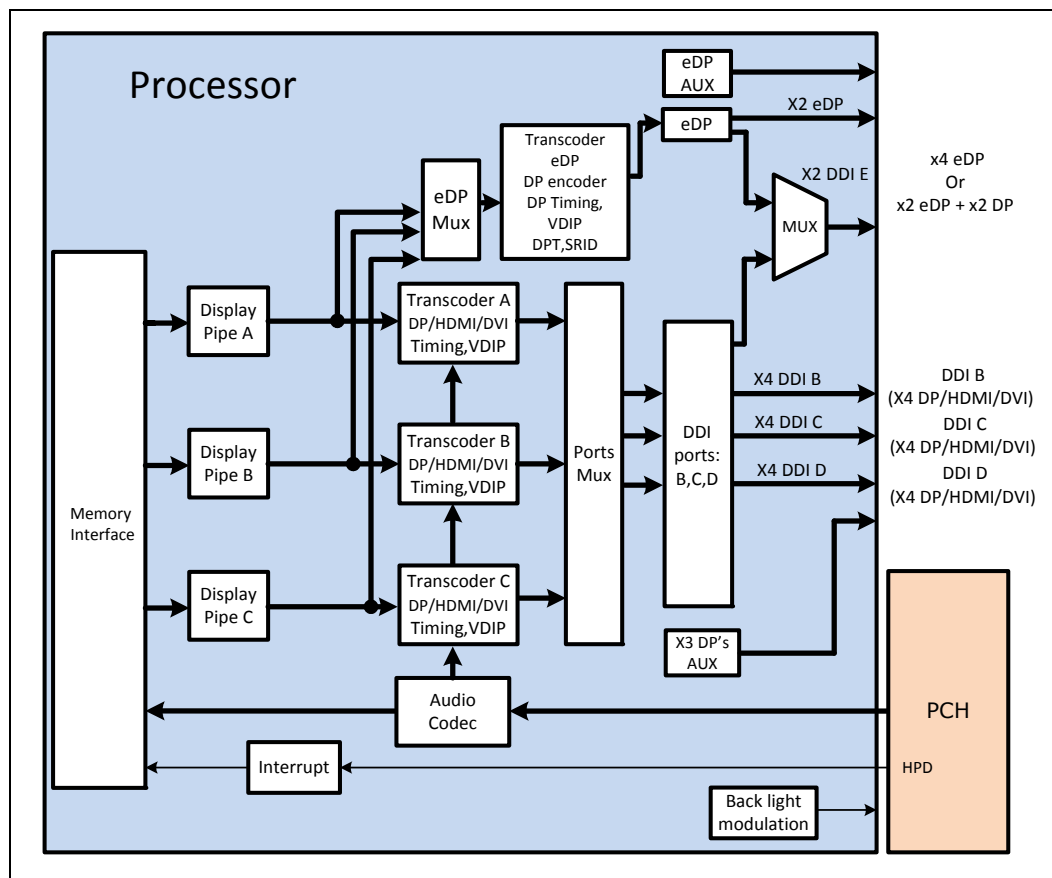 Processor
eDP
AUX
X2 eDP
eDP
Transcoder
eDP
DP encoder
DP Timing,
VDIP
DPT,SRID
eDP
Mux
X2 DDI E
MUX
x4 eDP
Or
x2 eDP + x2 DP
Memory
Interface
Display
Pipe A
Transcoder A
DP/HDMI/DVI
Timing,VDIP
Display
Pipe B
Transcoder B
DP/HDMI/DVI
Timing,VDIP
Display
Pipe C
Transcoder C
DP/HDMI/DVI
Timing,VDIP
Ports
Mux
DDI
ports:
B,C,D
X4 DDI B
X4 DDI C
X4 DDI D
DDI B
(X4 DP/HDMI/DVI)
DDI C
(X4 DP/HDMI/DVI)
DDI D
(X4 DP/HDMI/DVI)
X3 DP’s
AUX
Audio
Codec
PCH
Interrupt
HPD
Back light
modulation